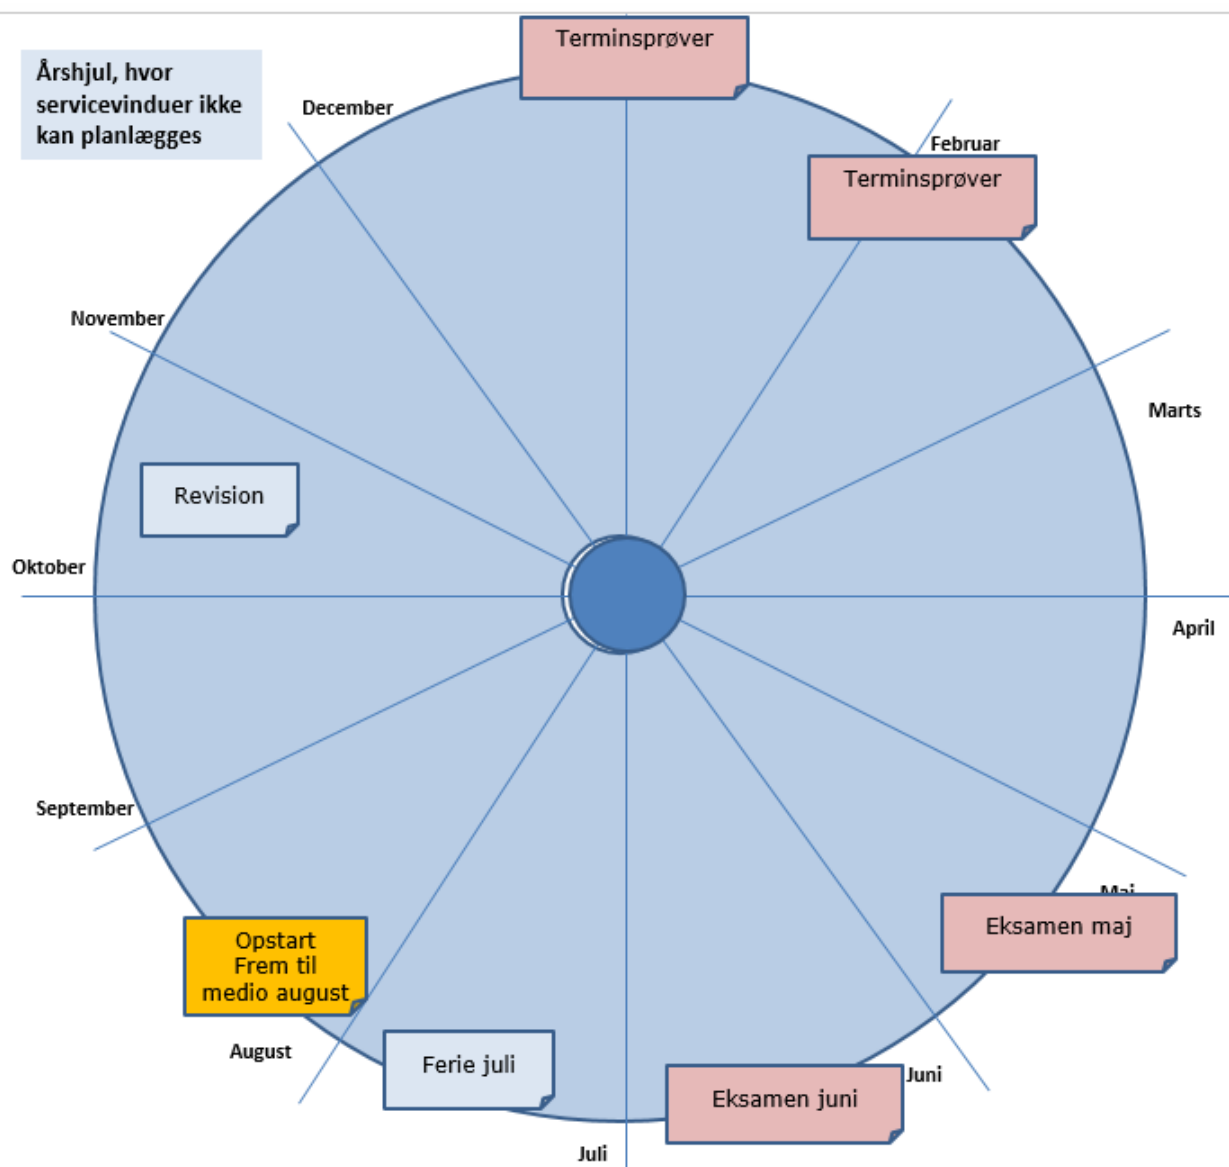 Årshjul, hvor
servicevinduer ikke
kan planlægges
Terminsprøver
December
Februar
Terminsprøver
November
Marts
Revision
Oktober
April
September
Maj
Eksamen maj
Opstart
Frem til
medio august
August
Ferie juli
Juni
Eksamen juni
Juli